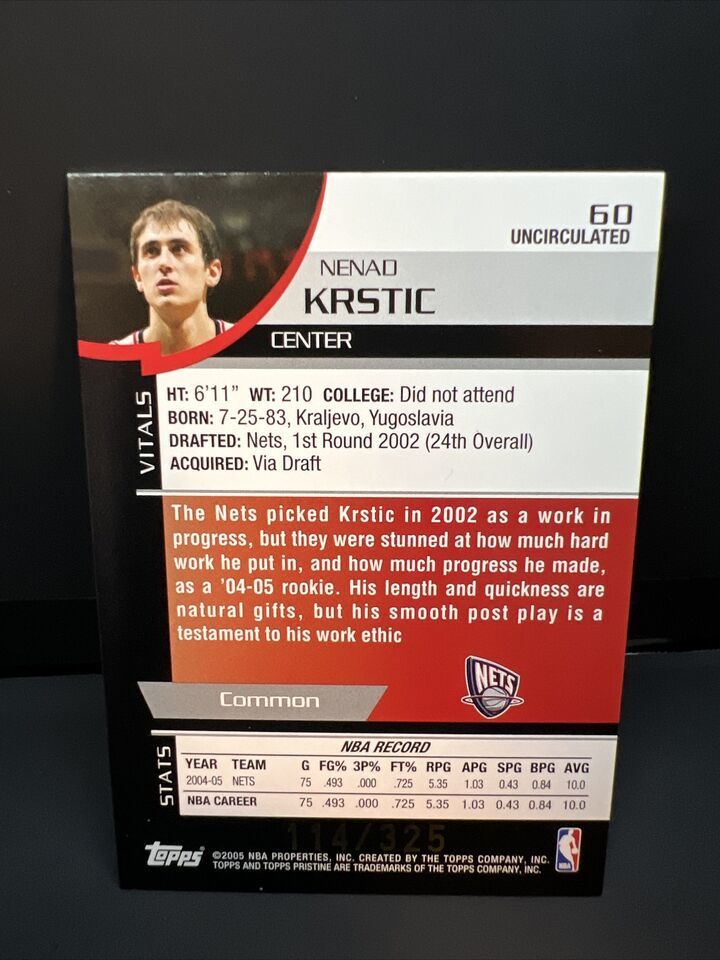 60
UNCIRCULATED
NENAD
KRSTIC
CENTER
VITALS
HT: 6'11" WT: 210 COLLEGE: Did not attend
BORN: 7-25-83, Kraljevo, Yugoslavia
DRAFTED: Nets, 1st Round 2002 (24th Overall)
ACQUIRED: Via Draft
The Nets picked Krstic in 2002 as a work in
progress, but they were stunned at how much hard
work he put in, and how much progress he made,
as a '04-05 rookie. His length and quickness are
natural gifts, but his smooth post play is a
testament to his work ethic
NETS
Common
STATS
NBA RECORD
YEAR TEAM G FG% 3P% FT% RPG APG SPG BPG AVG
2004-05 NETS 75 .493 .000 .725 5.35 1.03 0.43 0.84 10.0
NBA CAREER 75 .493 .000 .725 5.35 1.03 0.43 0.84 10.0
114/325
Topps
©2005 NBA PROPERTIES, INC. CREATED BY THE TOPPS COMPANY, INC.
TOPPS AND TOPPS PRISTINE ARE TRADEMARKS OF THE TOPPS COMPANY, INC.
NBA